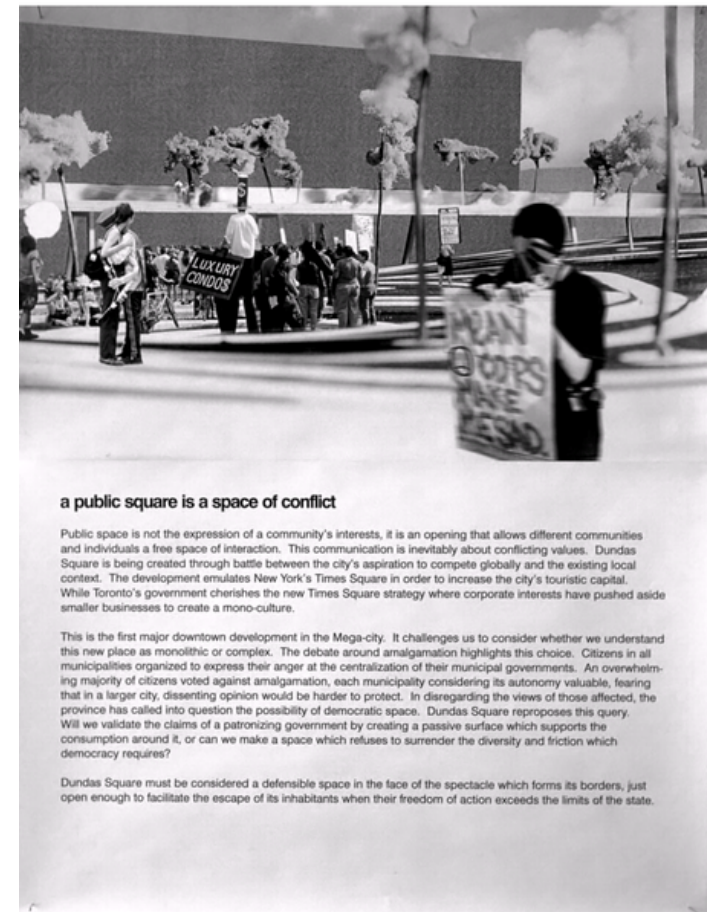 $
LUXURY
CONDOS
MEAN
COPS
MAKE
ME SAD.
a public square is a space of conflict
Public space is not the expression of a community's interests, it is an opening that allows different communities
and individuals a free space of interaction. This communication is inevitably about conflicting values. Dundas
Square is being created through battle between the city's aspiration to compete globally and the existing local
context. The development emulates New York's Times Square in order to increase the city's touristic capital.
While Toronto's government cherishes the new Times Square strategy where corporate interests have pushed aside
smaller businesses to create a mono-culture.
This is the first major downtown development in the Mega-city. It challenges us to consider whether we understand
this new place as monolithic or complex. The debate around amalgamation highlights this choice. Citizens in all
municipalities organized to express their anger at the centralization of their municipal governments. An overwhelm-
ing majority of citizens voted against amalgamation, each municipality considering its autonomy valuable, fearing
that in a larger city, dissenting opinion would be harder to protect. In disregarding the views of those affected, the
province has called into question the possibility of democratic space. Dundas Square reproposes this query.
Will we validate the claims of a patronizing government by creating a passive surface which supports the
consumption around it, or can we make a space which refuses to surrender the diversity and friction which
democracy requires?
Dundas Square must be considered a defensible space in the face of the spectacle which forms its borders, just
open enough to facilitate the escape of its inhabitants when their freedom of action exceeds the limits of the state.